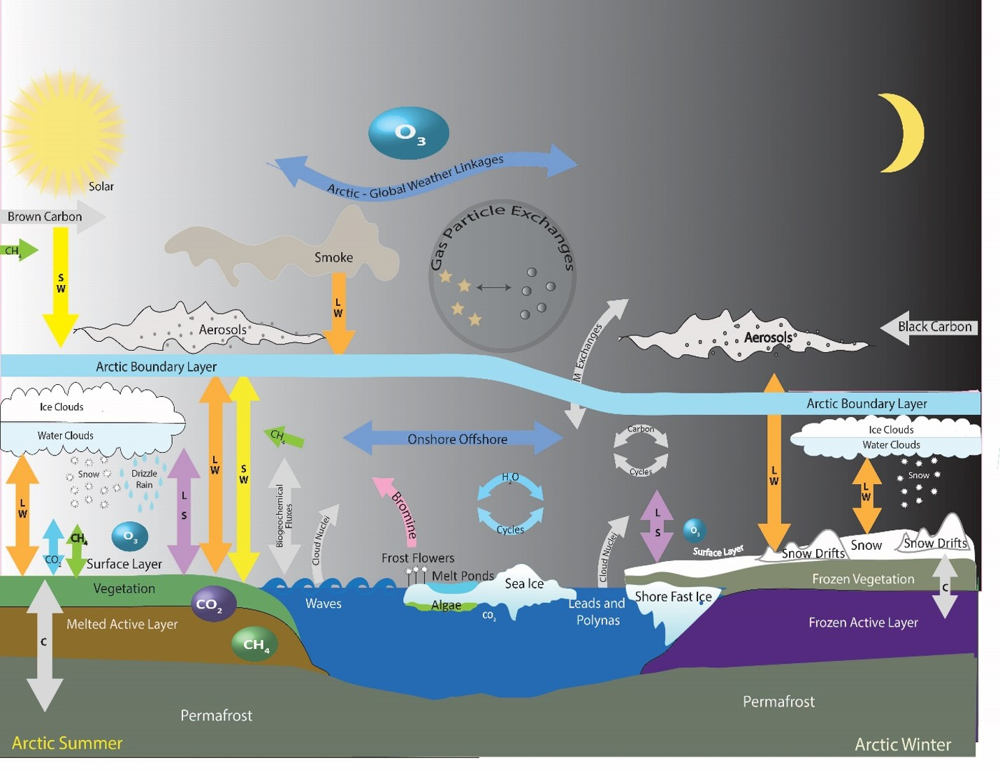 O3
Solar
Arctic - Global Weather Linkages
Brown Carbon
Gas Particle Exchanges
CH4
Smoke
SW
LW
Aerosols
Aerosols
Black Carbon
M Exchanges
Arctic Boundary Layer
Arctic Boundary Layer
Ice Clouds
Water Clouds
Ice Clouds
Water Clouds
CH4
Onshore Offshore
Carbon
Cycles
Snow
Drizzle
Rain
LW
LS
LW
SW
Biogeochemical
Fluxes
Cloud Nuclei
Bromine
H2O
Cycles
Cloud Nuclei
LS
O3
LW
LW
Snow
CO2
CH4
O3
Surface Layer
Surface Layer
Snow Drifts
Snow
Snow Drifts
Frost Flowers
Melt Ponds
Sea Ice
Algae
CO2
Vegetation
CO2
Waves
Leads and
Polynas
Shore Fast Ice
Frozen Vegetation
C
Melted Active Layer
CH4
Frozen Active Layer
C
Permafrost
Permafrost
Arctic Summer
Arctic Winter